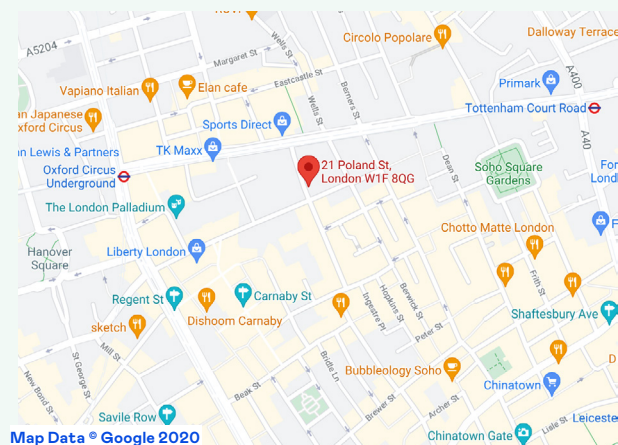 Circolo Popolare
Dalloway Terrace
A5204
Wells St
Margaret St
A400
Eastcastle St
Vapiano Italian
Elan cafe
Primark
Wells St
Berners St
Tottenham Court Road
an Japanese
Oxford Circus
Sports Direct
A40
n Lewis & Partners
TK Maxx
Dean St
21 Poland St,
London W1F 8QG
Soho Square
Gardens
Oxford Circus
Underground
The London Palladium
Chotto Matte London
Hanover
Square
Liberty London
Frith St
Regent St
Carnaby St
Berwick St
Hopkins St
Ingestre Pl
Shaftesbury Ave
sketch
Dishoom Carnaby
Peter St
Mill St
Bridle Ln
Bubbleology Soho
St George St
New Bond St
Beak St
Chinatown
Brewer St
Archer St
Savile Row
Leicester
Lisle St
Chinatown Gate
Map Data © Google 2020